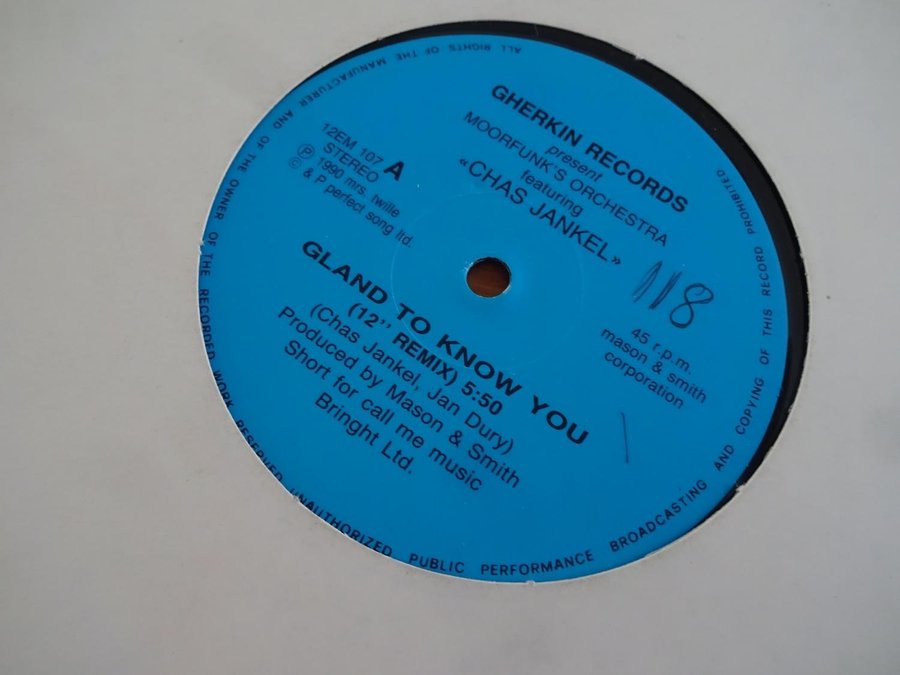 GHERKIN RECORDS
present
MOORFUNK'S ORCHESTRA
featuring
«CHAS JANKEL»
12EM 107 A
STEREO
Ⓟ 1990 mrs. twille
© & P perfect song ltd.
118
45 r.p.m.
mason & smith
corporation
GLAND TO KNOW YOU
(12'' REMIX) 5:50
(Chas Jankel, Jan Dury)
Produced by Mason & Smith
Short for call me music
Bringht Ltd.
ALL RIGHTS OF THE MANUFACTURER AND OF THE OWNER OF THE RECORDED WORK RESERVED UNAUTHORIZED PUBLIC PERFORMANCE BROADCASTING AND COPYING OF THIS RECORD PROHIBITED